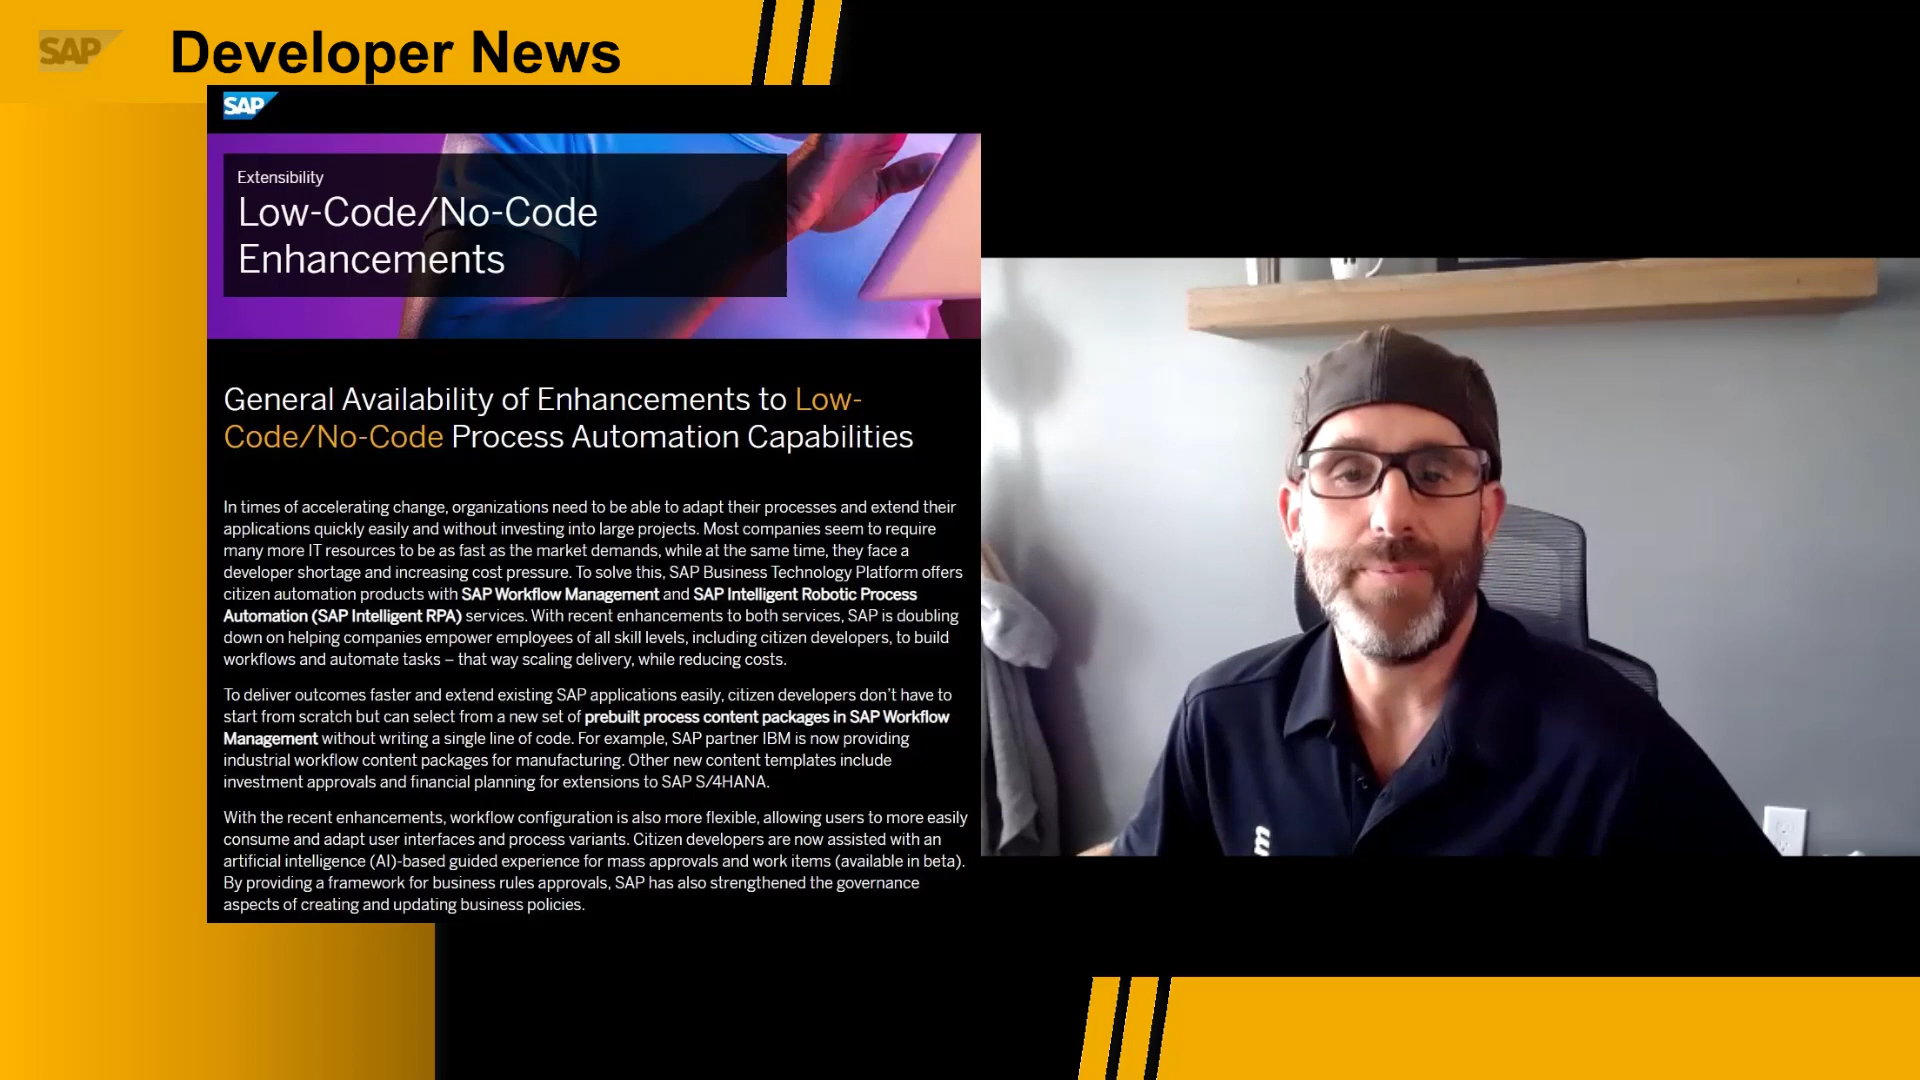 SAP
Developer News
SAP
Extensibility
Low-Code/No-Code
Enhancements
General Availability of Enhancements to Low-
Code/No-Code Process Automation Capabilities
In times of accelerating change, organizations need to be able to adapt their processes and extend their
applications quickly easily and without investing into large projects. Most companies seem to require
many more IT resources to be as fast as the market demands, while at the same time, they face a
developer shortage and increasing cost pressure. To solve this, SAP Business Technology Platform offers
citizen automation products with SAP Workflow Management and SAP Intelligent Robotic Process
Automation (SAP Intelligent RPA) services. With recent enhancements to both services, SAP is doubling
down on helping companies empower employees of all skill levels, including citizen developers, to build
workflows and automate tasks – that way scaling delivery, while reducing costs.
To deliver outcomes faster and extend existing SAP applications easily, citizen developers don't have to
start from scratch but can select from a new set of prebuilt process content packages in SAP Workflow
Management without writing a single line of code. For example, SAP partner IBM is now providing
industrial workflow content packages for manufacturing. Other new content templates include
investment approvals and financial planning for extensions to SAP S/4HANA.
With the recent enhancements, workflow configuration is also more flexible, allowing users to more easily
consume and adapt user interfaces and process variants. Citizen developers are now assisted with an
artificial intelligence (AI)-based guided experience for mass approvals and work items (available in beta).
By providing a framework for business rules approvals, SAP has also strengthened the governance
aspects of creating and updating business policies.